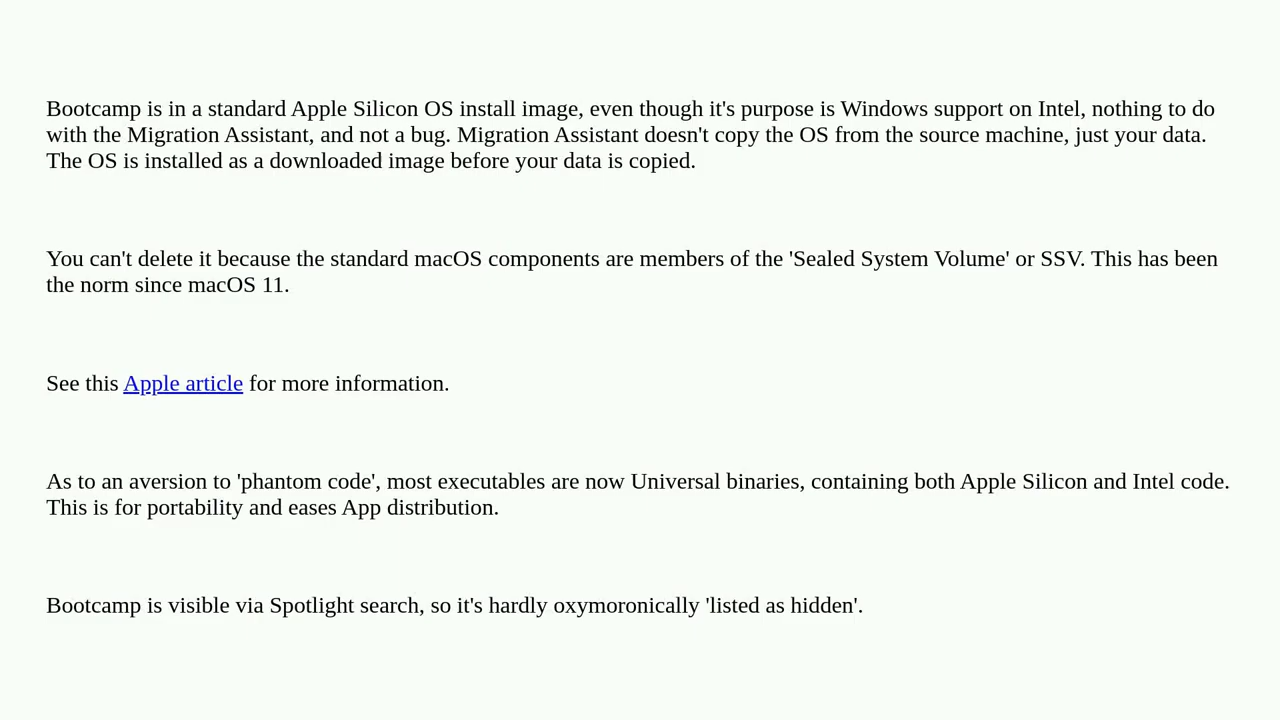 Bootcamp is in a standard Apple Silicon OS install image, even though it's purpose is Windows support on Intel, nothing to do
with the Migration Assistant, and not a bug. Migration Assistant doesn't copy the OS from the source machine, just your data.
The OS is installed as a downloaded image before your data is copied.
You can't delete it because the standard macOS components are members of the 'Sealed System Volume' or SSV. This has been
the norm since macOS 11.
See this Apple article for more information.
As to an aversion to 'phantom code', most executables are now Universal binaries, containing both Apple Silicon and Intel code.
This is for portability and eases App distribution.
Bootcamp is visible via Spotlight search, so it's hardly oxymoronically 'listed as hidden'.